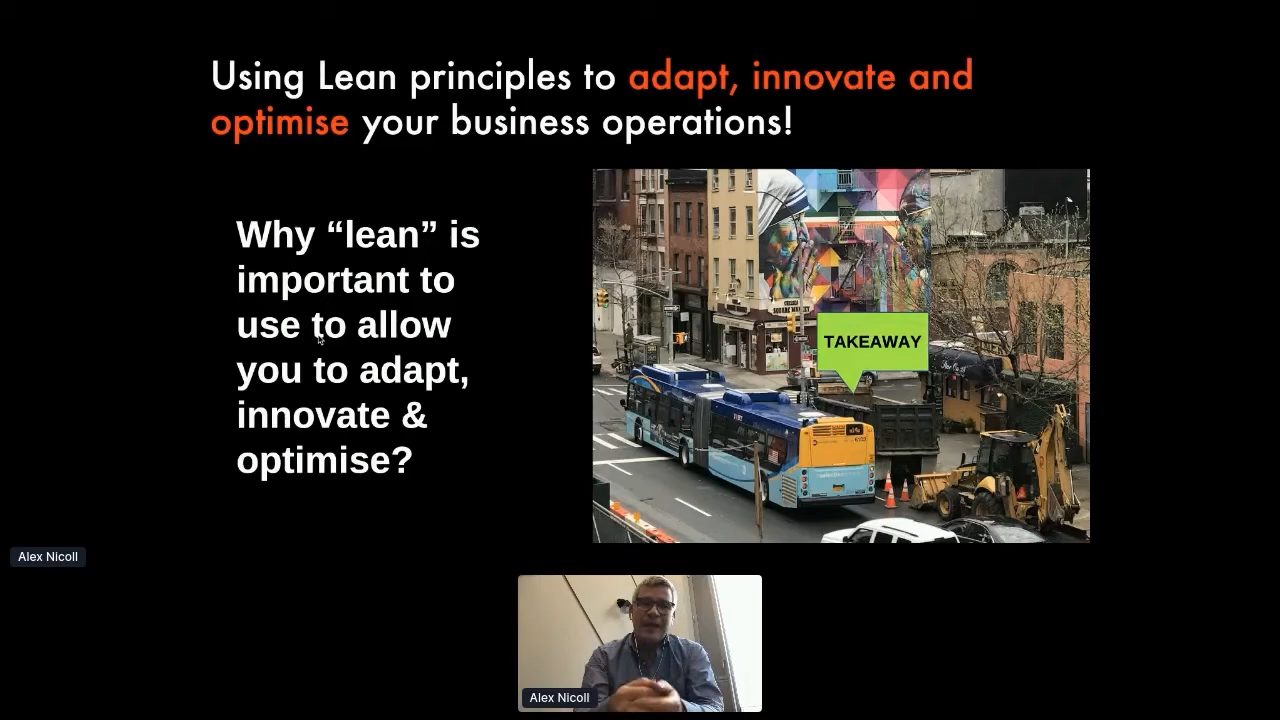 Using Lean principles to adapt, innovate and
optimise your business operations!
Why “lean” is
important to
use to allow
you to adapt,
innovate &
optimise?
TAKEAWAY
Alex Nicoll
Alex Nicoll